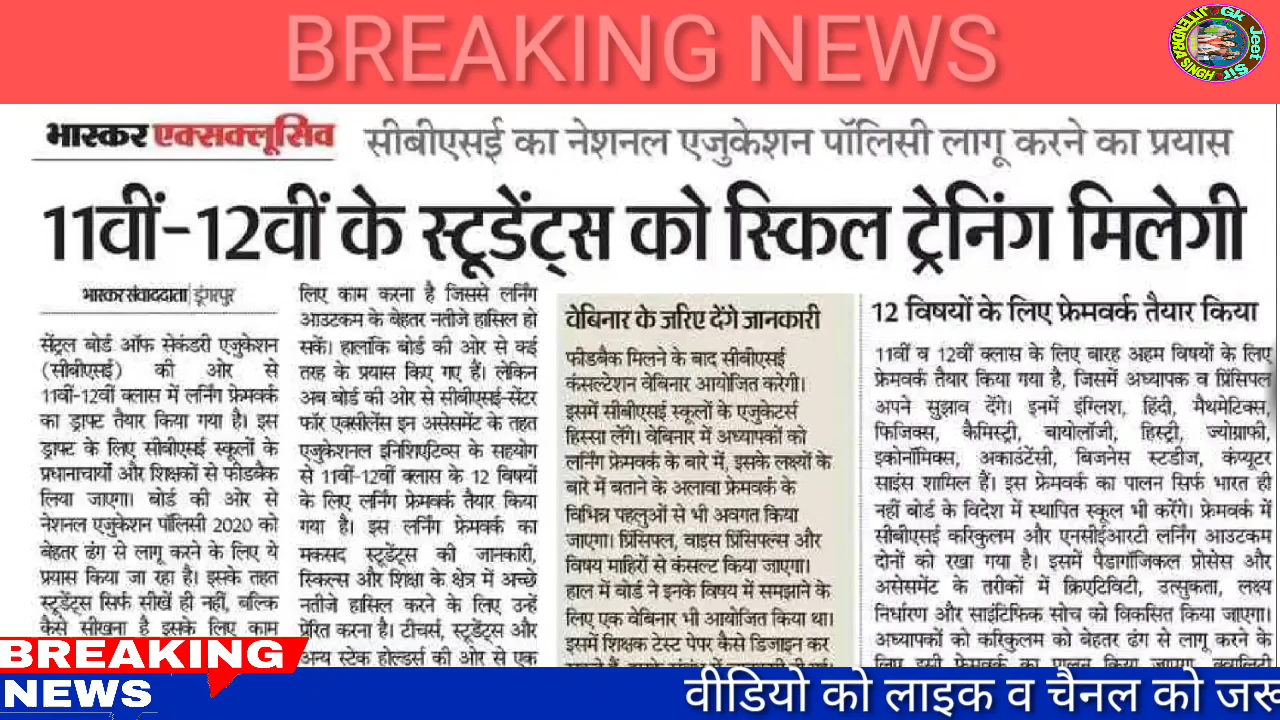 BREAKING NEWS
JITENDRA SINGH Gk Jeet Sir
भास्कर एक्सक्लूसिव
सीबीएसई का नेशनल एजुकेशन पॉलिसी लागू करने का प्रयास
11वीं-12वीं के स्टूडेंट्स को स्किल ट्रेनिंग मिलेगी
भास्कर संवाददाता | डूंगरपुर
सेंट्रल बोर्ड ऑफ सेकंडरी एजुकेशन
(सीबीएसई) की ओर से
11वीं-12वीं क्लास में लर्निंग फ्रेमवर्क
का ड्राफ्ट तैयार किया गया है। इस
ड्राफ्ट के लिए सीबीएसई स्कूलों के
प्रधानाचार्यों और शिक्षकों से फीडबैक
लिया जाएगा। बोर्ड की ओर से
नेशनल एजुकेशन पॉलिसी 2020 को
बेहतर ढंग से लागू करने के लिए ये
प्रयास किया जा रहा है। इसके तहत
स्टूडेंट्स सिर्फ सीखें ही नहीं, बल्कि
कैसे सीखना है इसके लिए काम
लिए काम करना है जिससे लर्निंग
आउटकम के बेहतर नतीजे हासिल हो
सकें। हालांकि बोर्ड की ओर से कई
तरह के प्रयास किए गए हैं। लेकिन
अब बोर्ड की ओर से सीबीएसई-सेंटर
फॉर एक्सीलेंस इन असेसमेंट के तहत
एजुकेशनल इनिशिएटिव्स के सहयोग
से 11वीं-12वीं क्लास के 12 विषयों
के लिए लर्निंग फ्रेमवर्क तैयार किया
गया है। इस लर्निंग फ्रेमवर्क का
मकसद स्टूडेंट्स की जानकारी,
स्किल्स और शिक्षा के क्षेत्र में अच्छे
नतीजे हासिल करने के लिए उन्हें
प्रेरित करना है। टीचर्स, स्टूडेंट्स और
अन्य स्टेक होल्डर्स की ओर से एक
वेबिनार के जरिए देंगे जानकारी
फीडबैक मिलने के बाद सीबीएसई
कंसल्टेशन वेबिनार आयोजित करेगी।
इसमें सीबीएसई स्कूलों के एजुकेटर्स
हिस्सा लेंगे। वेबिनार में अध्यापकों को
लर्निंग फ्रेमवर्क के बारे में, इसके लक्ष्यों के
बारे में बताने के अलावा फ्रेमवर्क के
विभिन्न पहलुओं से भी अवगत किया
जाएगा। प्रिंसिपल, वाइस प्रिंसिपल्स और
विषय माहिरों से कंसल्ट किया जाएगा।
हाल में बोर्ड ने इनके विषय में समझाने के
लिए एक वेबिनार भी आयोजित किया था।
इसमें शिक्षक टेस्ट पेपर कैसे डिजाइन कर
12 विषयों के लिए फ्रेमवर्क तैयार किया
11वीं व 12वीं क्लास के लिए बारह अहम विषयों के लिए
फ्रेमवर्क तैयार किया गया है, जिसमें अध्यापक व प्रिंसिपल
अपने सुझाव देंगे। इनमें इंग्लिश, हिंदी, मैथमेटिक्स,
फिजिक्स, कैमिस्ट्री, बायोलॉजी, हिस्ट्री, ज्योग्राफी,
इकोनॉमिक्स, अकाउंटेंसी, बिजनेस स्टडीज, कंप्यूटर
साइंस शामिल हैं। इस फ्रेमवर्क का पालन सिर्फ भारत ही
नहीं बोर्ड के विदेश में स्थापित स्कूल भी करेंगे। फ्रेमवर्क में
सीबीएसई करिकुलम और एनसीईआरटी लर्निंग आउटकम
दोनों को रखा गया है। इसमें पैडागॉजिकल प्रोसेस और
असेसमेंट के तरीकों में क्रिएटिविटी, उत्सुकता, लक्ष्य
निर्धारण और साइंटिफिक सोच को विकसित किया जाएगा।
अध्यापकों को करिकुलम को बेहतर ढंग से लागू करने के
BREAKING
NEWS
वीडियो को लाइक व चैनल को